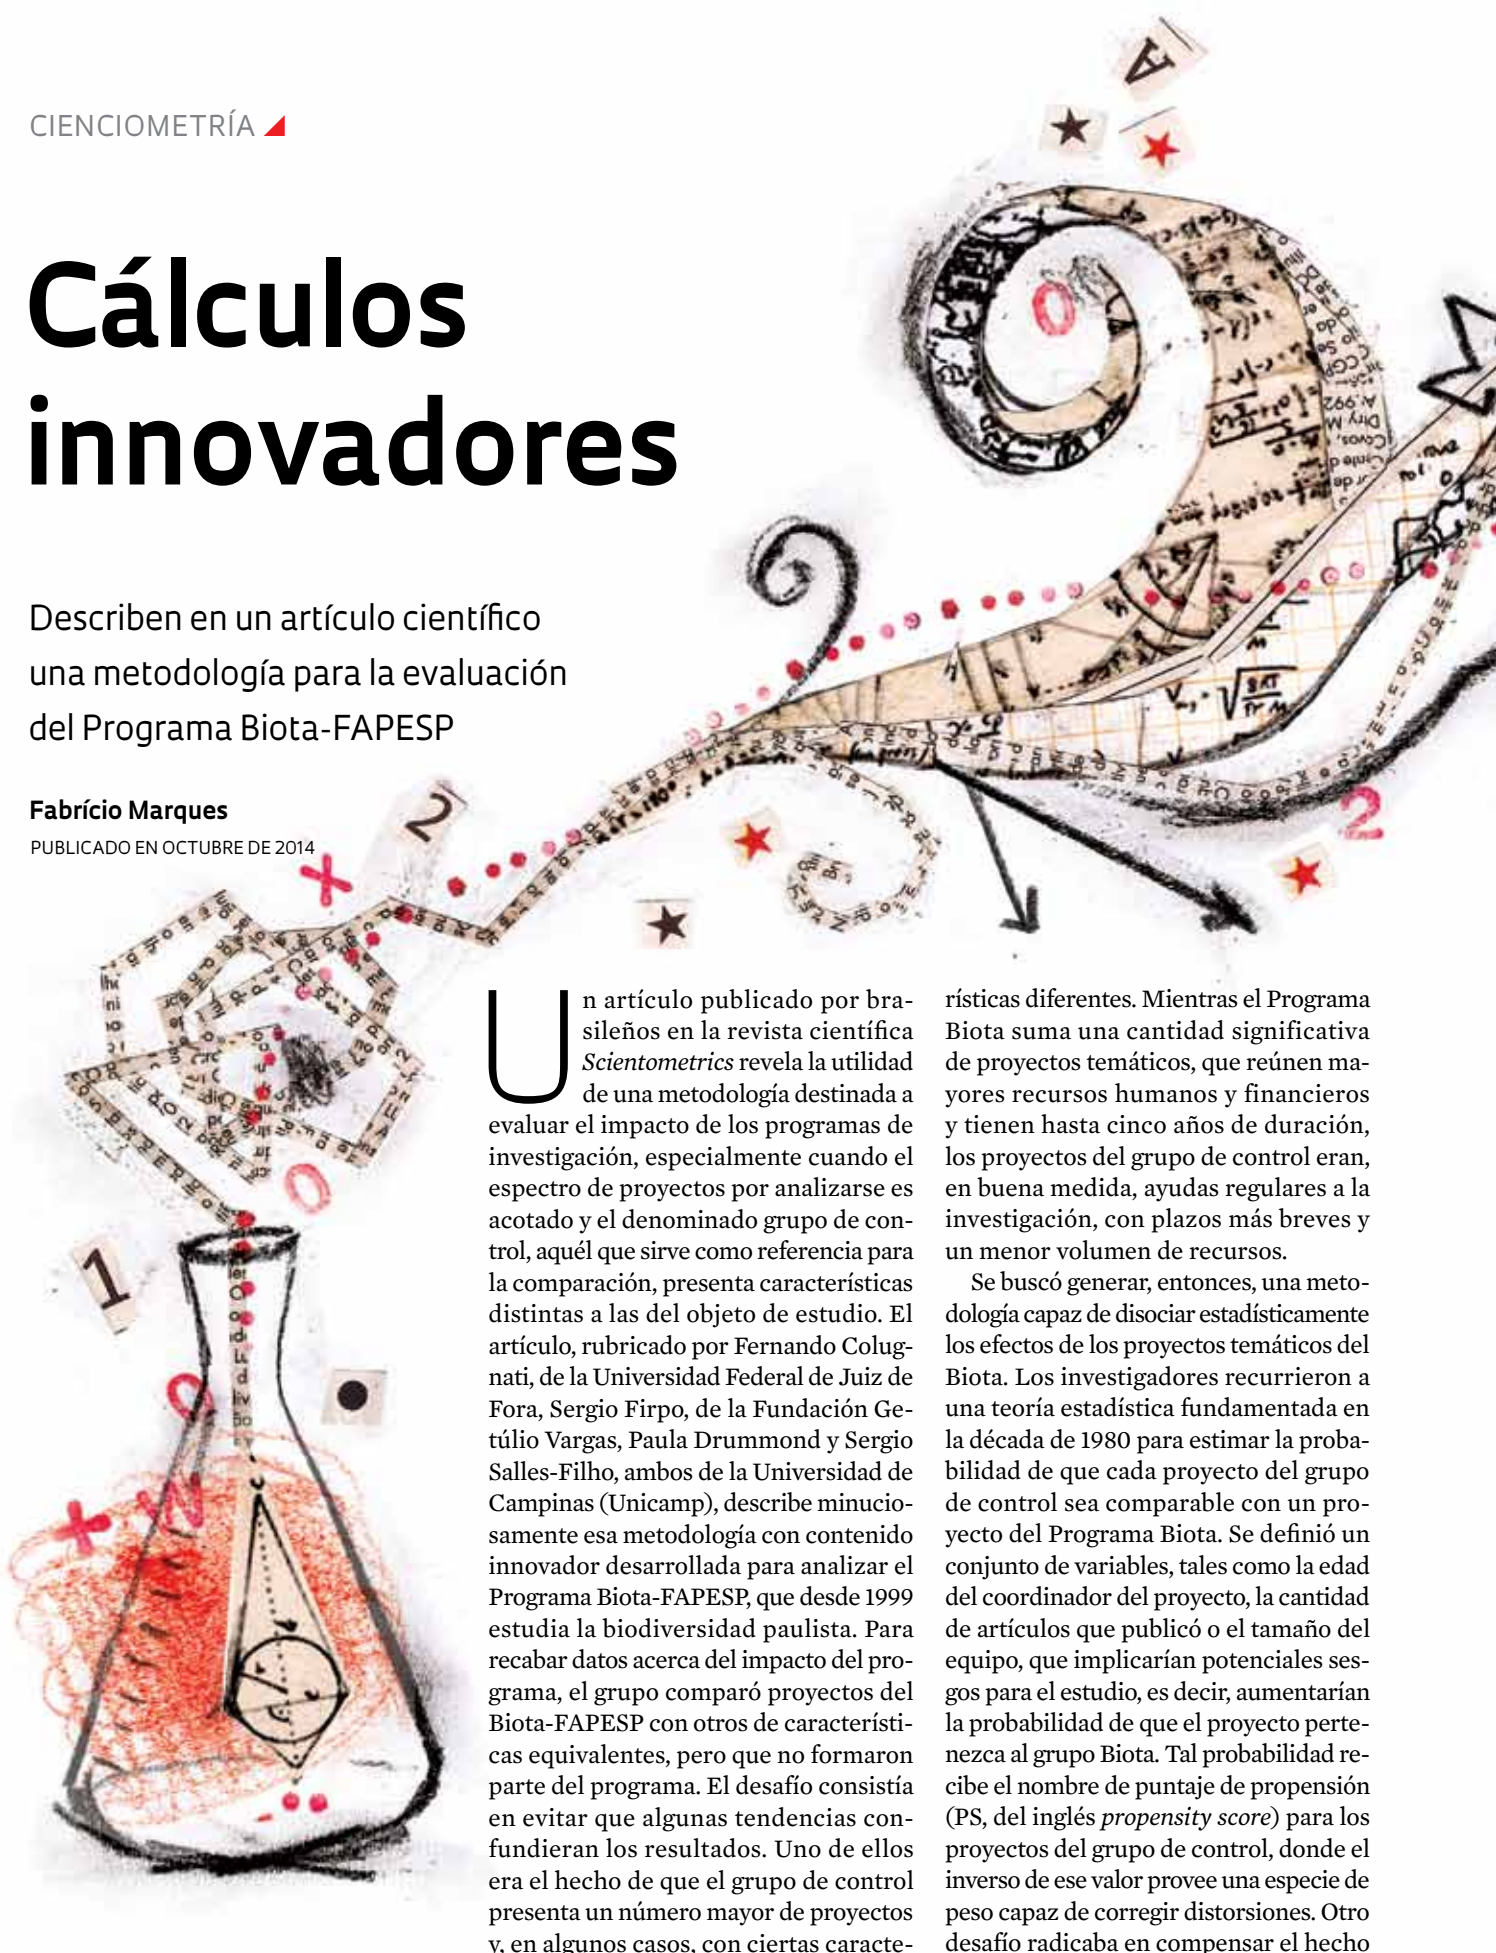 CIENCIOMETRÍA
Cálculos
innovadores
Describen en un artículo científico
una metodología para la evaluación
del Programa Biota-FAPESP
Fabrício Marques
PUBLICADO EN OCTUBRE DE 2014
Un artículo publicado por bra-
sileños en la revista científica
Scientometrics revela la utilidad
de una metodología destinada a
evaluar el impacto de los programas de
investigación, especialmente cuando el
espectro de proyectos por analizarse es
acotado y el denominado grupo de con-
trol, aquél que sirve como referencia para
la comparación, presenta características
distintas a las del objeto de estudio. El
artículo, rubricado por Fernando Colug-
nati, de la Universidad Federal de Juiz de
Fora, Sergio Firpo, de la Fundación Ge-
túlio Vargas, Paula Drummond y Sergio
Salles-Filho, ambos de la Universidad de
Campinas (Unicamp), describe minucio-
samente esa metodología con contenido
innovador desarrollada para analizar el
Programa Biota-FAPESP, que desde 1999
estudia la biodiversidad paulista. Para
recabar datos acerca del impacto del pro-
grama, el grupo comparó proyectos del
Biota-FAPESP con otros de característi-
cas equivalentes, pero que no formaron
parte del programa. El desafío consistía
en evitar que algunas tendencias con-
fundieran los resultados. Uno de ellos
era el hecho de que el grupo de control
presenta un número mayor de proyectos
y, en algunos casos, con ciertas caracte-
rísticas diferentes. Mientras el Programa
Biota suma una cantidad significativa
de proyectos temáticos, que reúnen ma-
yores recursos humanos y financieros
y tienen hasta cinco años de duración,
los proyectos del grupo de control eran,
en buena medida, ayudas regulares a la
investigación, con plazos más breves y
un menor volumen de recursos.
Se buscó generar, entonces, una meto-
dología capaz de disociar estadísticamente
los efectos de los proyectos temáticos del
Biota. Los investigadores recurrieron a
una teoría estadística fundamentada en
la década de 1980 para estimar la proba-
bilidad de que cada proyecto del grupo
de control sea comparable con un pro-
yecto del Programa Biota. Se definió un
conjunto de variables, tales como la edad
del coordinador del proyecto, la cantidad
de artículos que publicó o el tamaño del
equipo, que implicarían potenciales ses-
gos para el estudio, es decir, aumentarían
la probabilidad de que el proyecto perte-
nezca al grupo Biota. Tal probabilidad re-
cibe el nombre de puntaje de propensión
(PS, del inglés propensity score) para los
proyectos del grupo de control, donde el
inverso de ese valor provee una especie de
peso capaz de corregir distorsiones. Otro
desafío radicaba en compensar el hecho
A
0
2
2
x
0
1
x